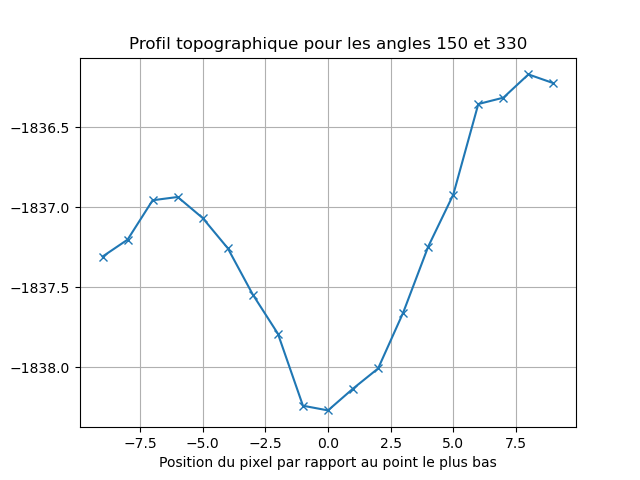 Profil topographique pour les angles 150 et 330
−1836.5
−1837.0
−1837.5
−1838.0
−7.5 −5.0 −2.5 0.0 2.5 5.0 7.5
Position du pixel par rapport au point le plus bas